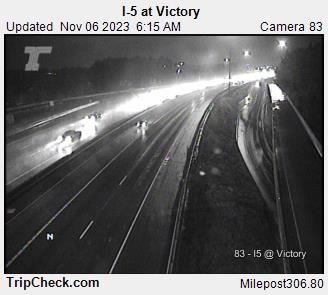 I-5 at Victory
Updated Nov 06 2023 6:15 AM Camera 83
T
N
83 - I5 @ Victory
TripCheck.com Milepost306.80